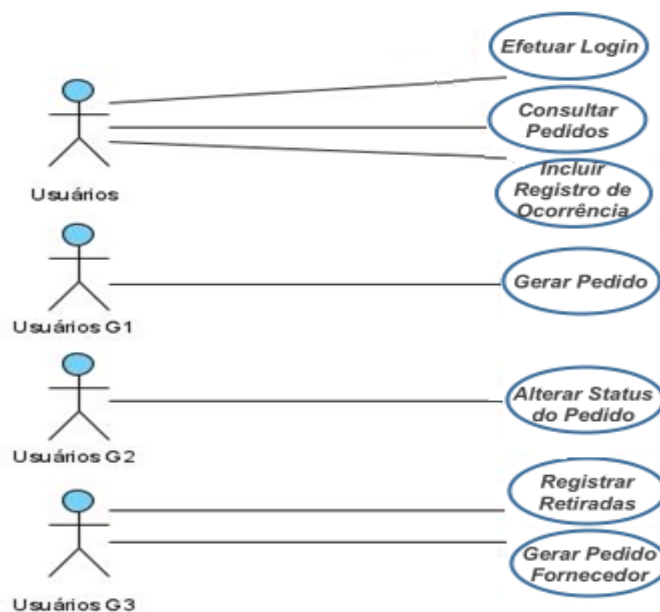 Efetuar Login
Consultar
Pedidos
Usuários
Incluir
Registro de
Ocorrência
Gerar Pedido
Usuários G1
Alterar Status
do Pedido
Usuários G2
Registrar
Retiradas
Gerar Pedido
Fornecedor
Usuários G3